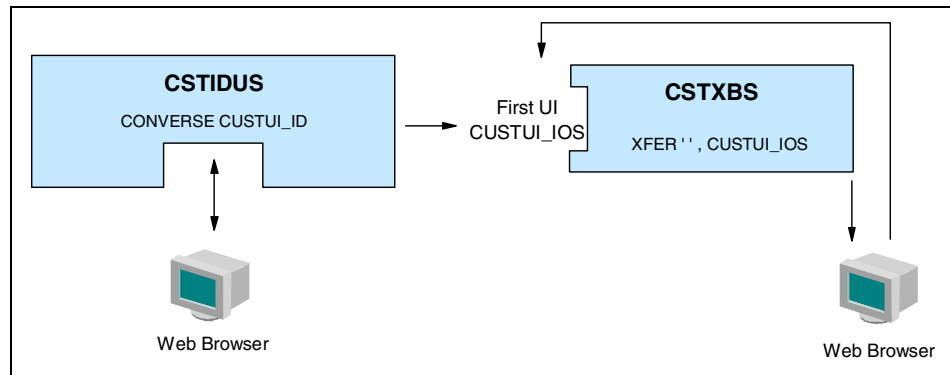 CSTIDUS
CONVERSE CUSTUI_ID
Web Browser
First UI
CUSTUI_IOS
CSTXBS
XFER ' ' , CUSTUI_IOS
Web Browser